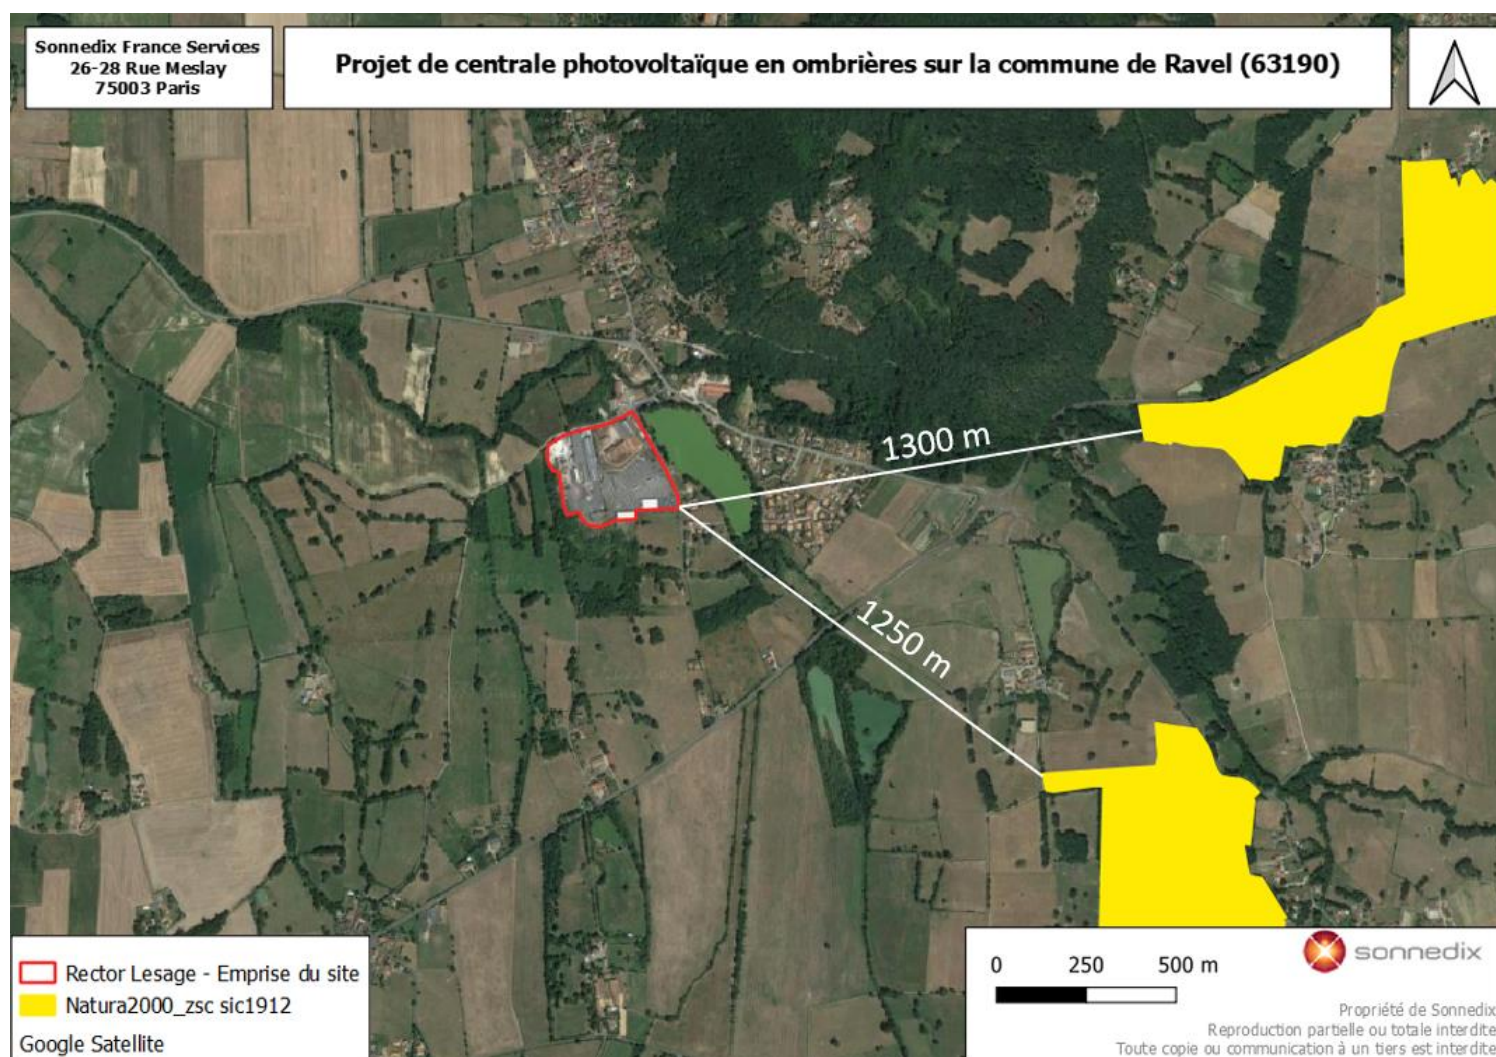 Sonnedix France Services
26-28 Rue Meslay
75003 Paris
Projet de centrale photovoltaïque en ombrières sur la commune de Ravel (63190)
1300 m
1250 m
Rector Lesage - Emprise du site
Natura2000_zsc sic1912
Google Satellite
0 250 500 m
sonnedix
Propriété de Sonnedix
Reproduction partielle ou totale interdite
Toute copie ou communication à un tiers est interdite